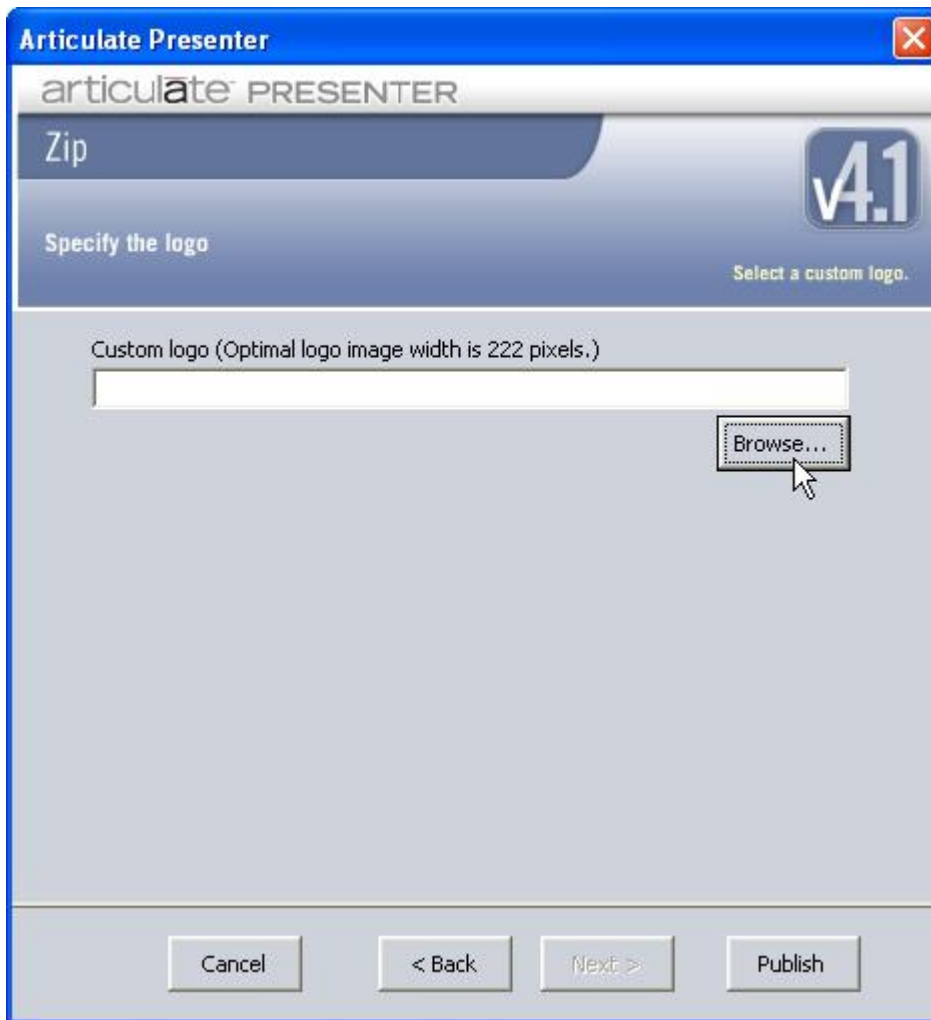 Articulate Presenter
articulāte™ PRESENTER
Zip
v4.1
Specify the logo
Select a custom logo.
Custom logo (Optimal logo image width is 222 pixels.)
Browse...
Cancel
< Back
Next >
Publish